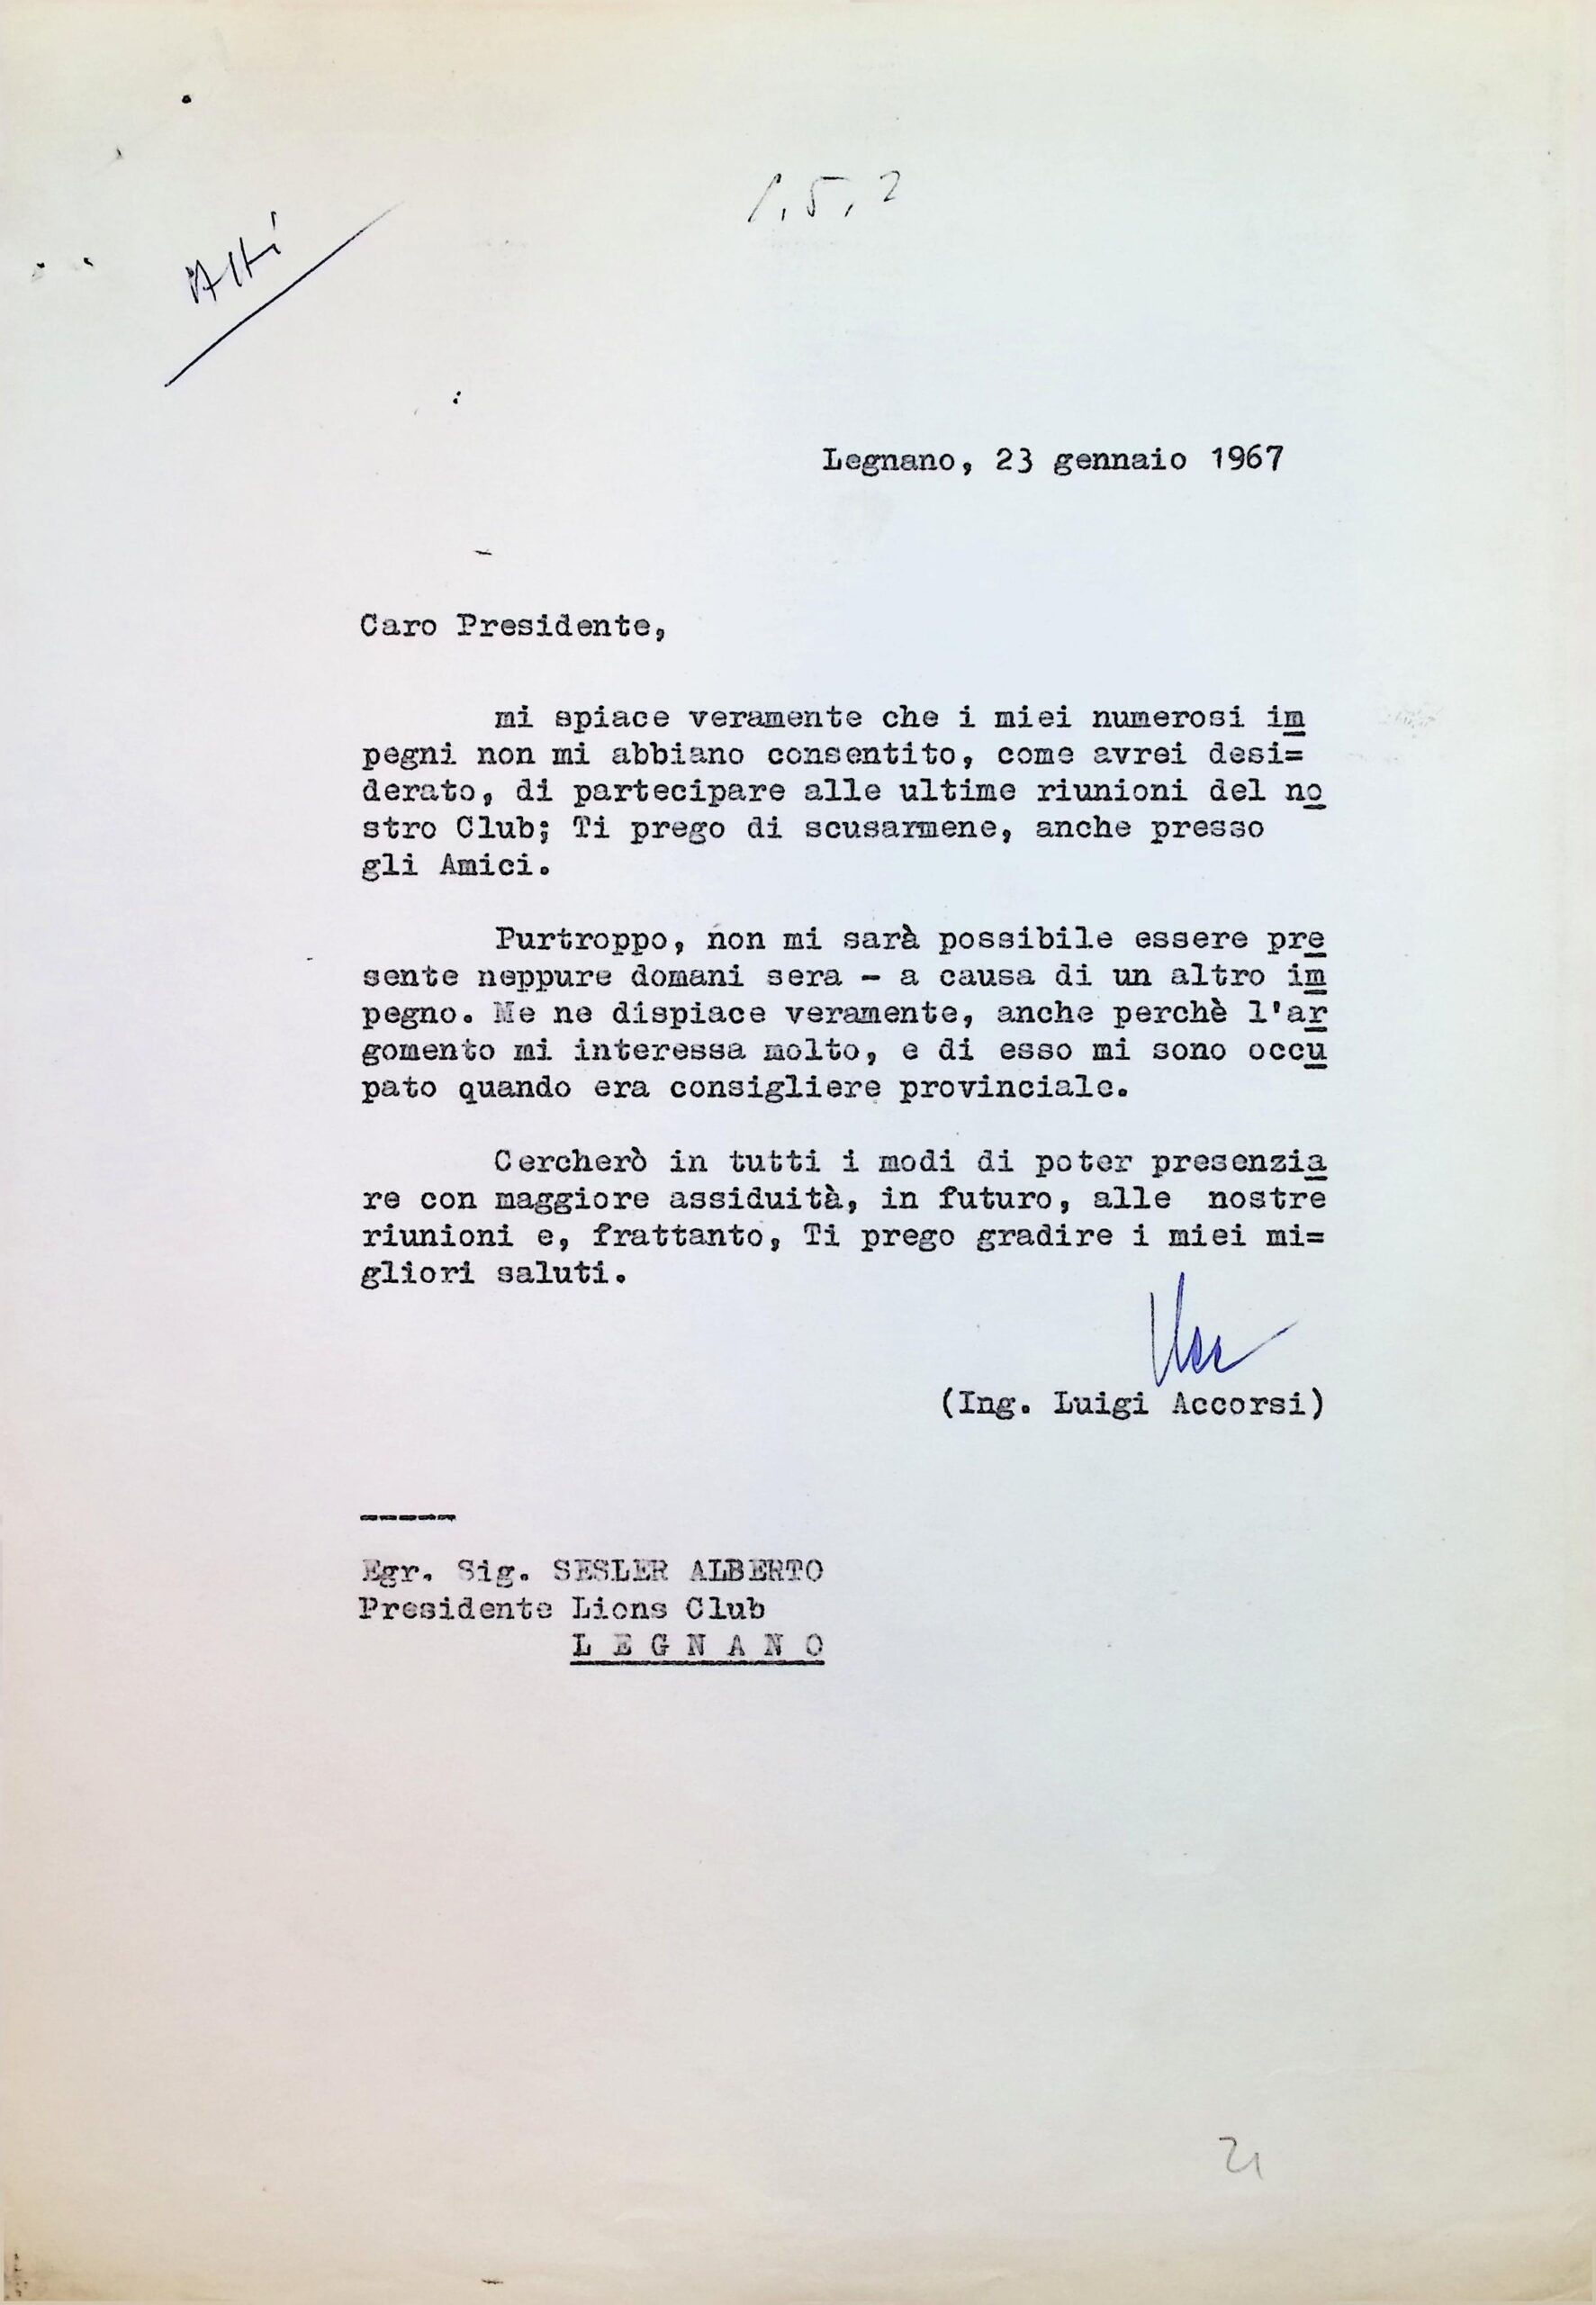 1.5.2
Atti
Legnano, 23 gennaio 1967
Caro Presidente,
mi spiace veramente che i miei numerosi im
pegni non mi abbiano consentito, come avrei desi=
derato, di partecipare alle ultime riunioni del no
stro Club; Ti prego di scusarmene, anche presso
gli Amici.
Purtroppo, non mi sarà possibile essere pre
sente neppure domani sera - a causa di un altro im
pegno. Me ne dispiace veramente, anche perchè l'ar
gomento mi interessa molto, e di esso mi sono occu
pato quando era consigliere provinciale.
Cercherò in tutti i modi di poter presenzia
re con maggiore assiduità, in futuro, alle nostre
riunioni e, frattanto, Ti prego gradire i miei mi=
gliori saluti.
(Ing. Luigi Accorsi)
-----
Egr. Sig. SESLER ALBERTO
Presidente Lions Club
L E G N A N O
21